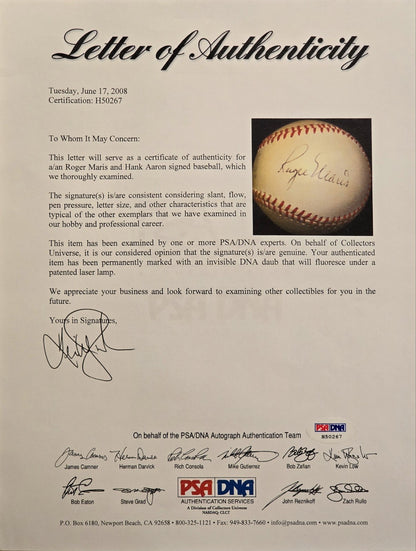 Letter of Authenticity
Tuesday, June 17, 2008
Certification: H50267
To Whom It May Concern:
This letter will serve as a certificate of authenticity for
a/an Roger Maris and Hank Aaron signed baseball, which
we thoroughly examined.
The signature(s) is/are consistent considering slant, flow,
pen pressure, letter size, and other characteristics that are
typical of the other exemplars that we have examined in
our hobby and professional career.
Roger Maris
This item has been examined by one or more PSA/DNA experts. On behalf of Collectors
Universe, it is our considered opinion that the signature(s) is/are genuine. Your authenticated
item has been permanently marked with an invisible DNA daub that will fluoresce under a
patented laser lamp.
We appreciate your business and look forward to examining other collectibles for you in the
future.
Yours in Signatures,
PSA DNA
H50267
On behalf of the PSA/DNA Autograph Authentication Team
James Camner Herman Darvick Rich Consola Mike Gutierrez Bob Zafian Kevin Low
Bob Eaton Steve Grad PSA DNA John Reznikoff Zach Rullo
AUTHENTICATION SERVICES
A Division of Collectors Universe
NASDAQ: CLCT
P.O. Box 6180, Newport Beach, CA 92658 • 800-325-1121 • Fax: 949-833-7660 • info@psadna.com • www.psadna.com